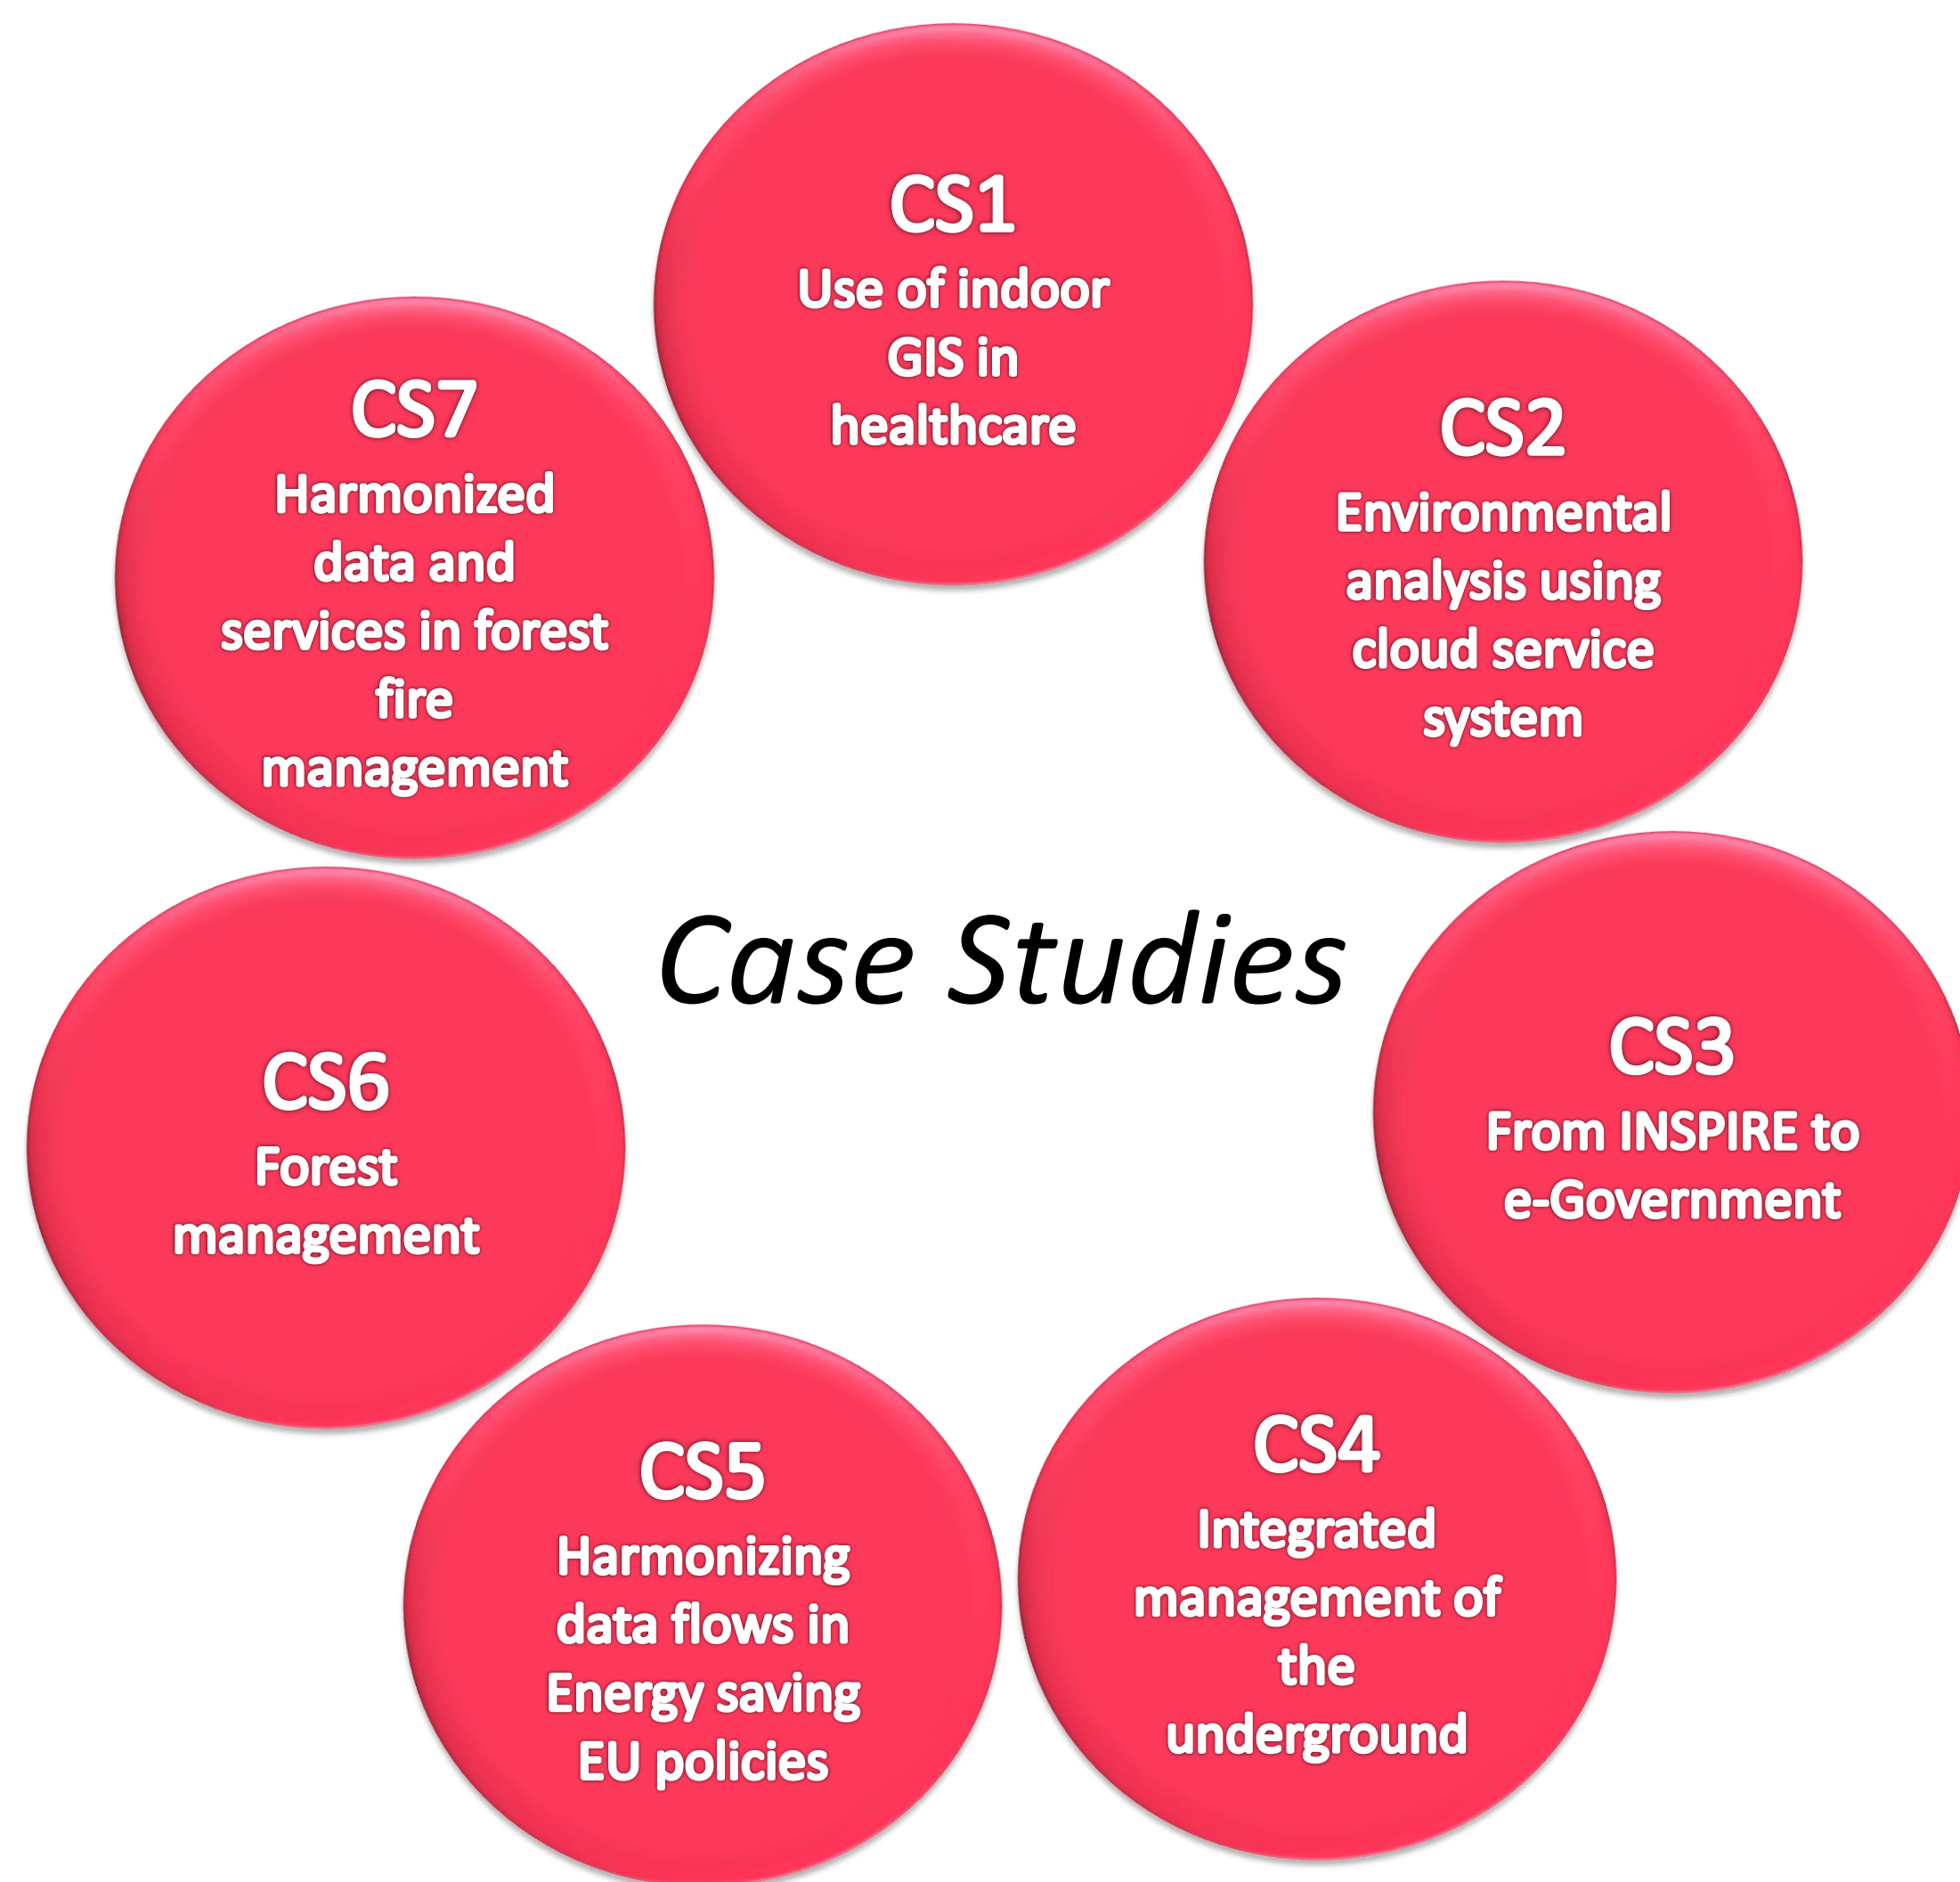 CS1
Use of indoor
GIS in
healthcare
CS2
Environmental
analysis using
cloud service
system
CS3
From INSPIRE to
e-Government
CS4
Integrated
management of
the
underground
CS5
Harmonizing
data flows in
Energy saving
EU policies
CS6
Forest
management
CS7
Harmonized
data and
services in forest
fire
management
Case Studies